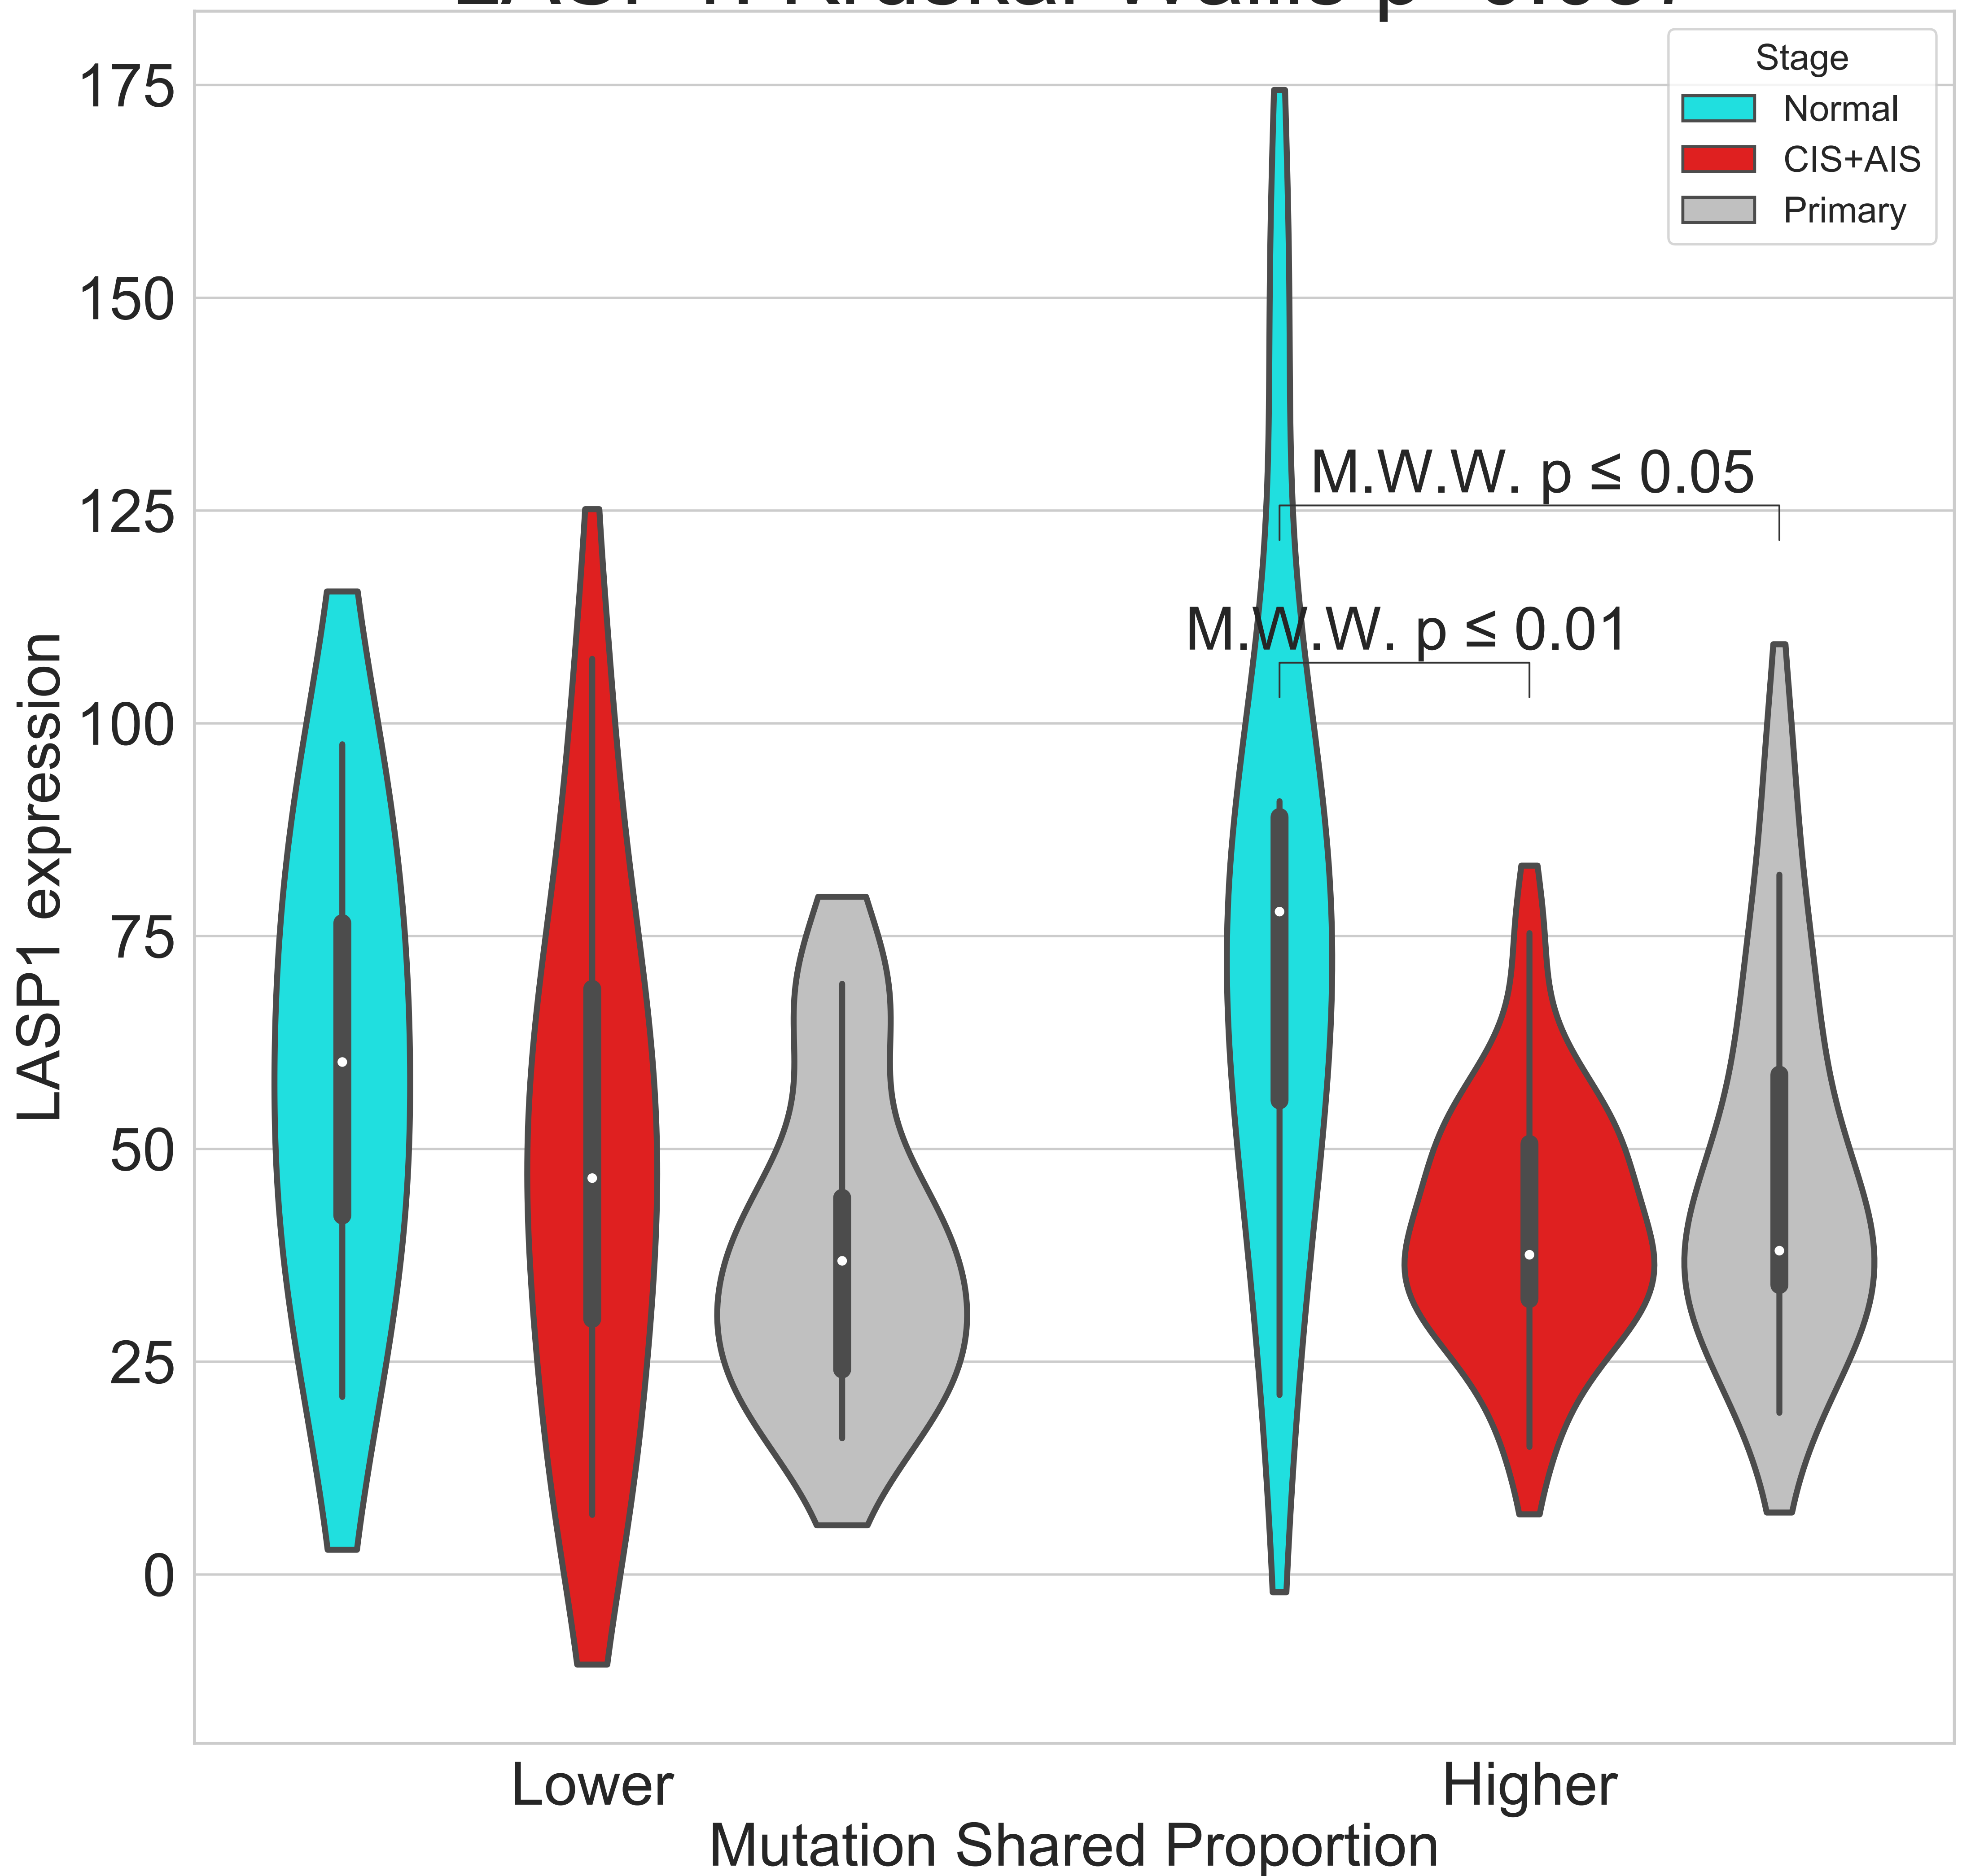 Stage
Normal
CIS+AIS
Primary
175
150
125
100
75
50
25
0
LASP1 expression
M.W.W. p ≤ 0.05
M.W.W. p ≤ 0.01
Lower
Higher
Mutation Shared Proportion